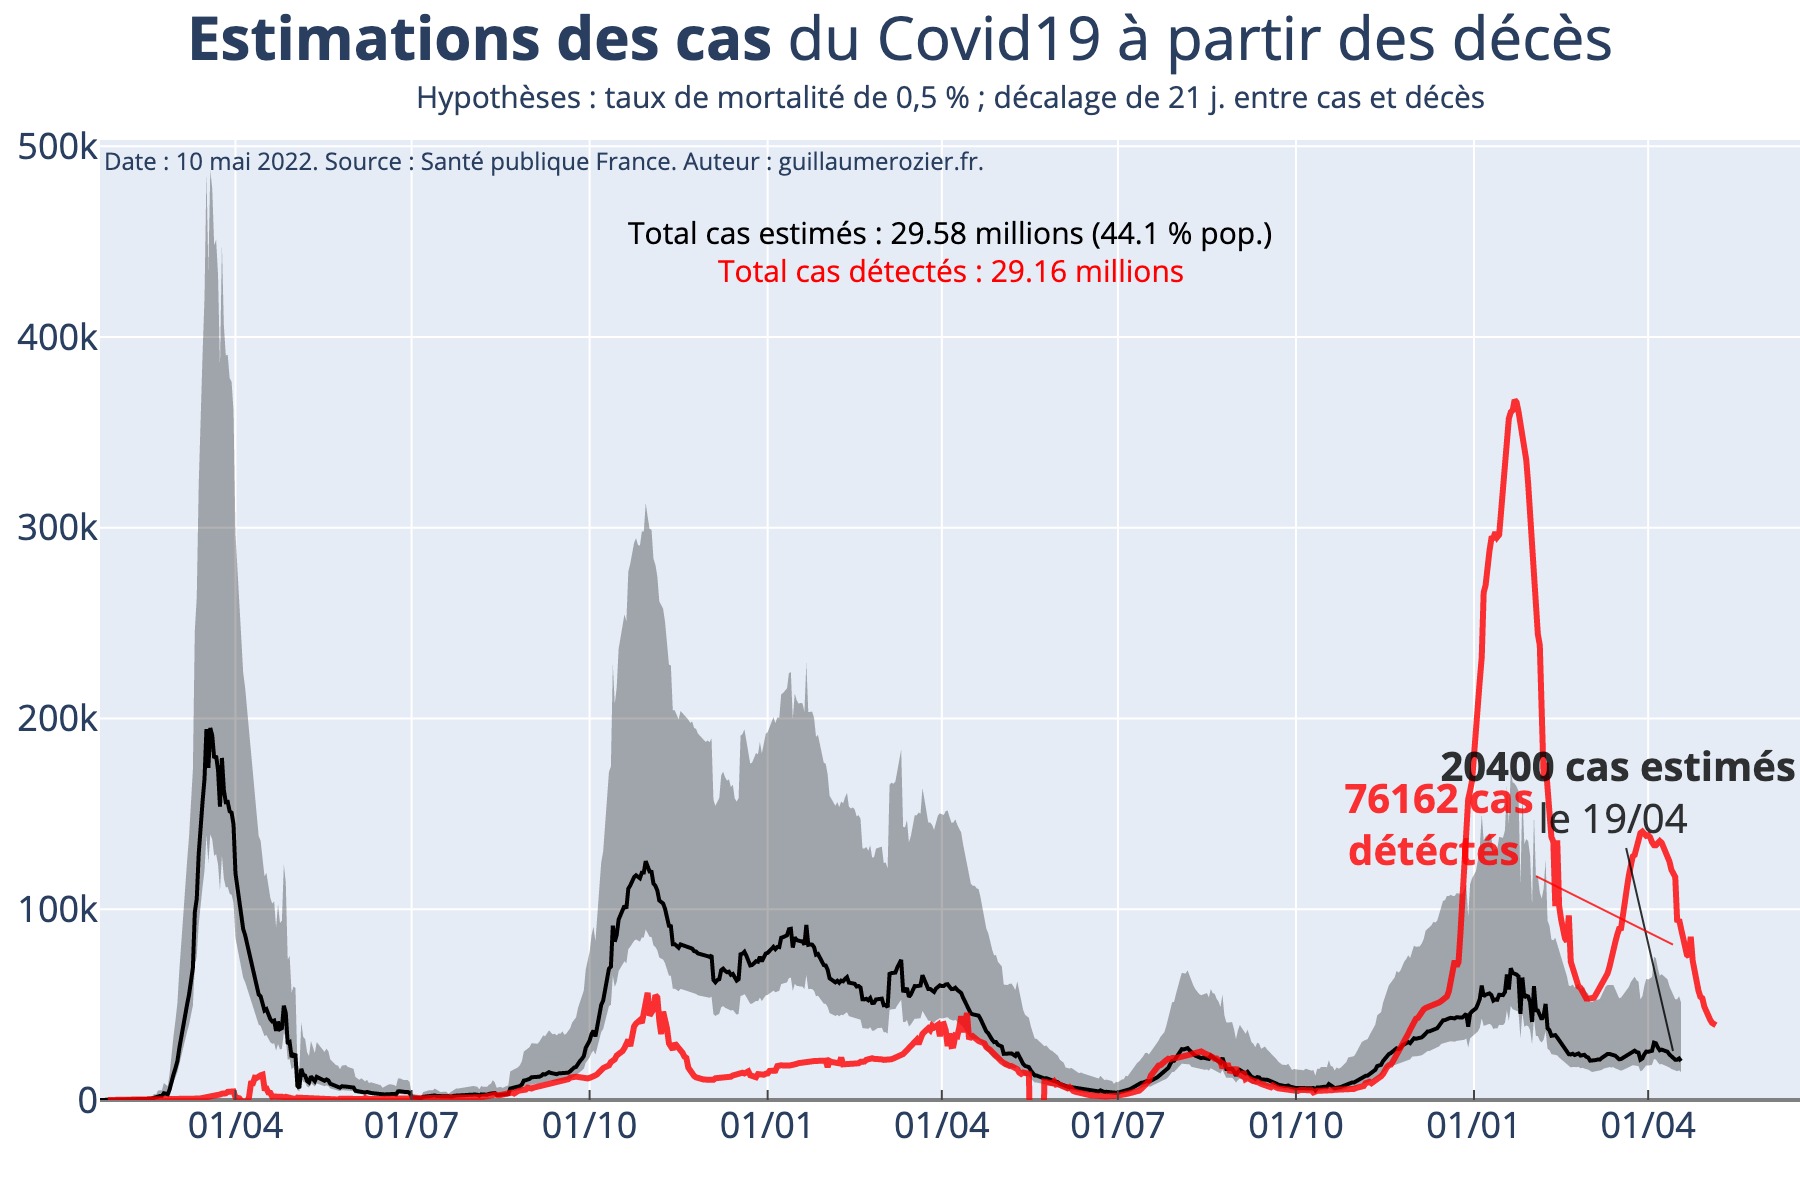 Estimations des cas du Covid19 à partir des décès
Hypothèses : taux de mortalité de 0,5 % ; décalage de 21 j. entre cas et décès
500k
Date : 10 mai 2022. Source : Santé publique France. Auteur : guillaumerozier.fr.
Total cas estimés : 29.58 millions (44.1 % pop.)
Total cas détectés : 29.16 millions
400k
300k
200k
20400 cas estimés
le 19/04
76162 cas
détéctés
100k
0
01/04
01/07
01/10
01/01
01/04
01/07
01/10
01/01
01/04